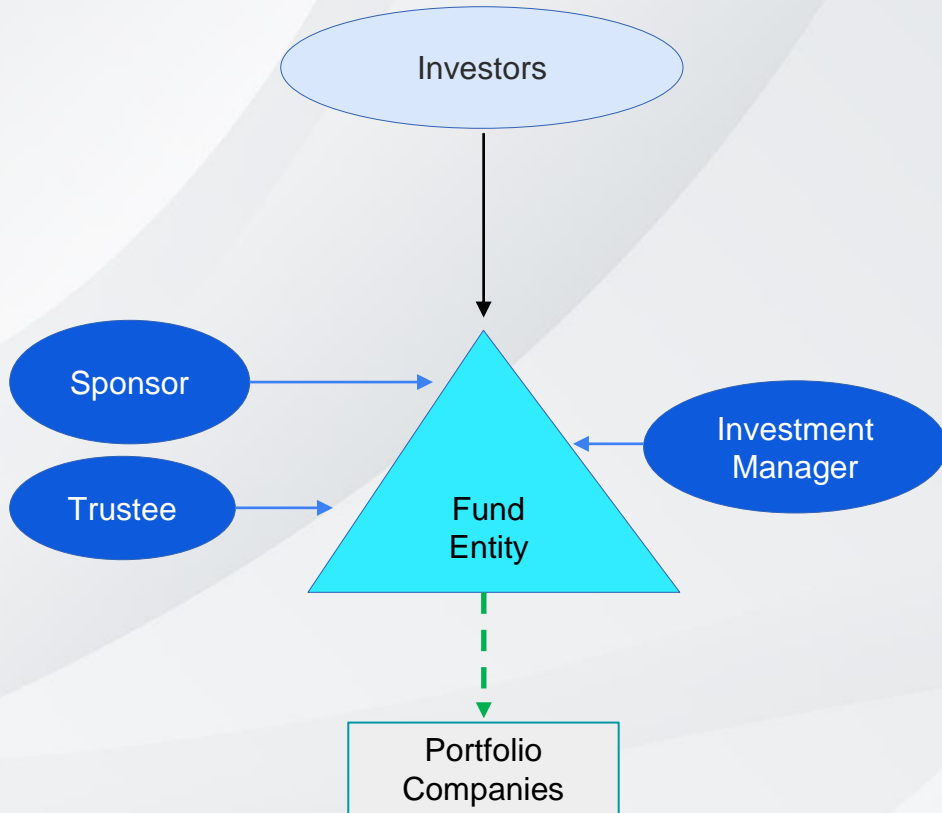 Investors
Sponsor
Investment
Manager
Trustee
Fund
Entity
Portfolio
Companies